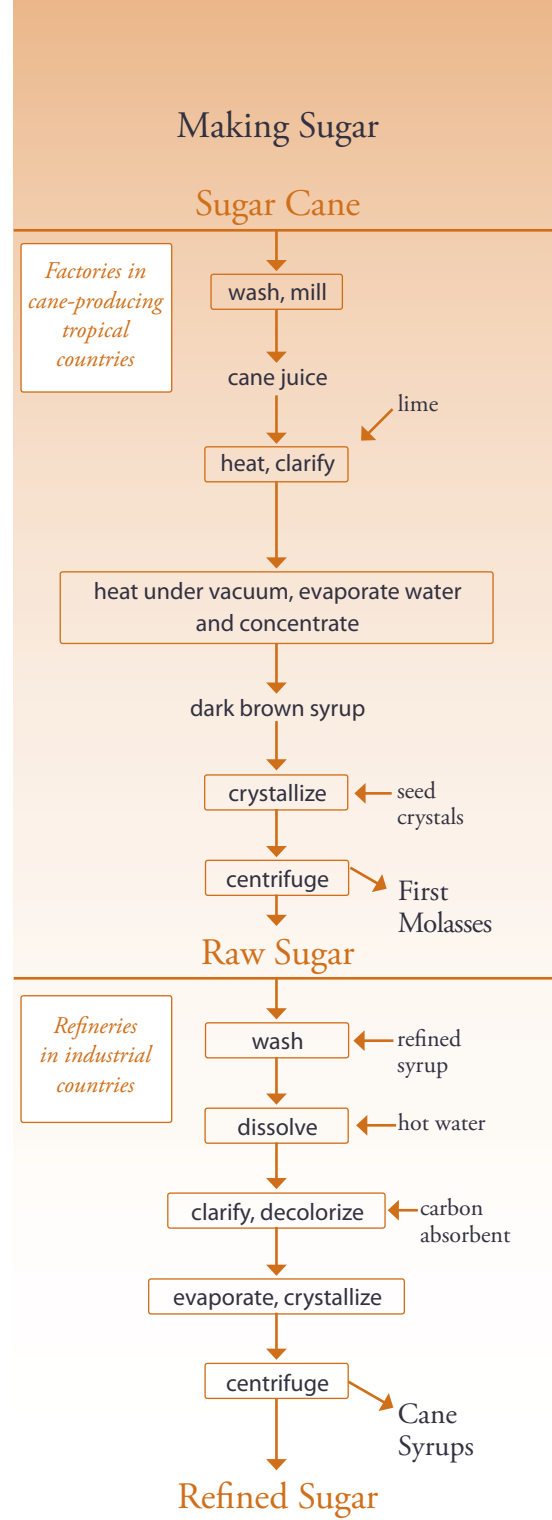 Making Sugar
Sugar Cane
Factories in
cane-producing
tropical
countries
wash, mill
cane juice
lime
heat, clarify
heat under vacuum, evaporate water
and concentrate
dark brown syrup
crystallize
seed
crystals
centrifuge
First
Molasses
Raw Sugar
Refineries
in industrial
countries
wash
refined
syrup
dissolve
hot water
clarify, decolorize
carbon
absorbent
evaporate, crystallize
centrifuge
Cane
Syrups
Refined Sugar